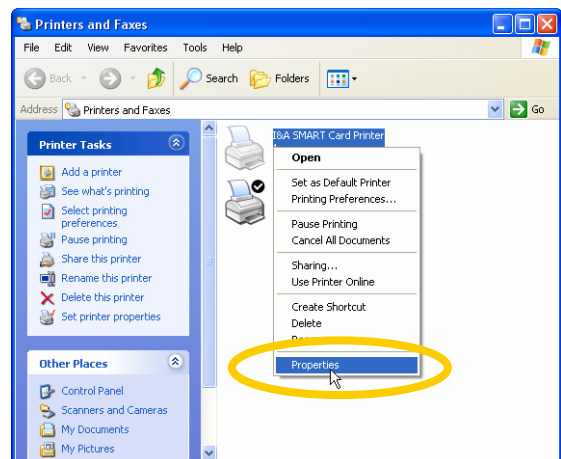 Printers and Faxes
File Edit View Favorites Tools Help
Back Search Folders
Address Printers and Faxes Go
Printer Tasks
Add a printer
See what's printing
Select printing
preferences
Pause printing
Share this printer
Rename this printer
Delete this printer
Set printer properties
Other Places
Control Panel
Scanners and Cameras
My Documents
My Pictures
I&A SMART Card Printer
Open
Set as Default Printer
Printing Preferences...
Pause Printing
Cancel All Documents
Sharing...
Use Printer Online
Create Shortcut
Delete
Properties